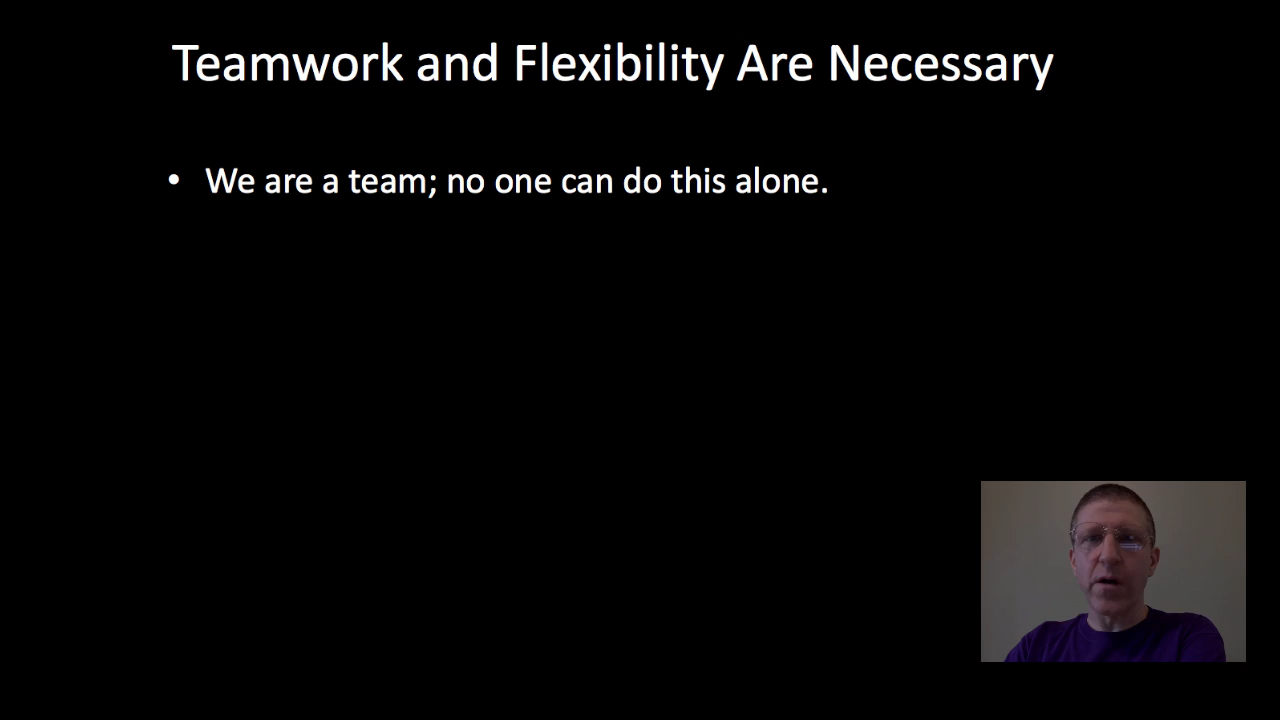 Teamwork and Flexibility Are Necessary
• We are a team; no one can do this alone.